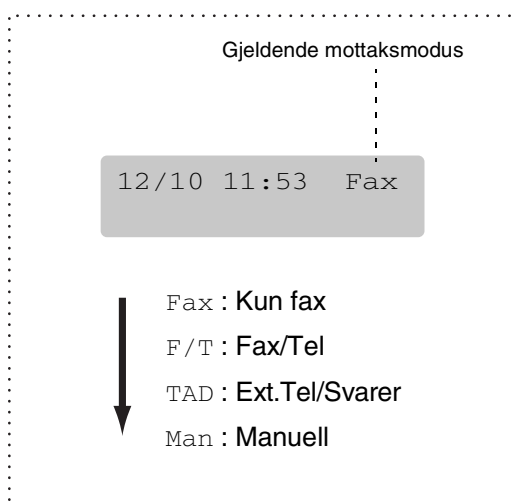 Gjeldende mottaksmodus
12/10 11:53 Fax
Fax : Kun fax
F/T : Fax/Tel
TAD : Ext.Tel/Svarer
Man : Manuell